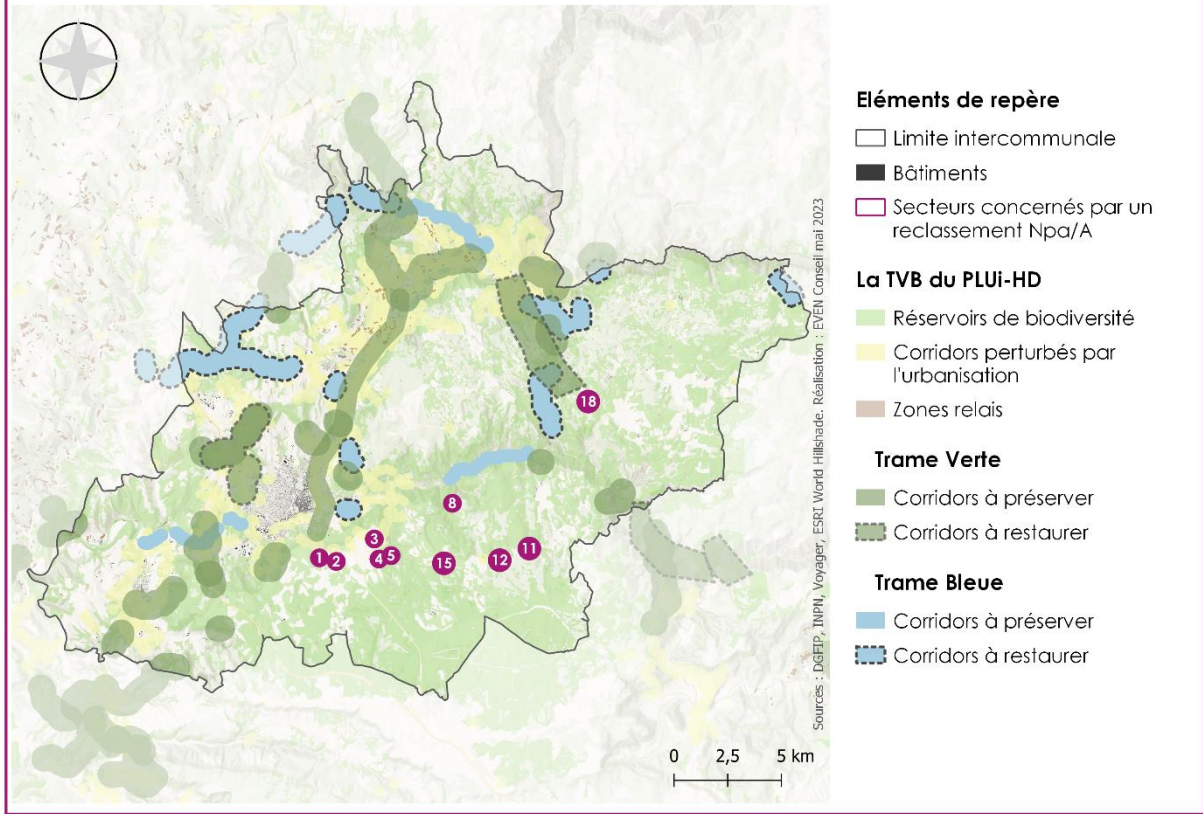 Eléments de repère
Limite intercommunale
Bâtiments
Secteurs concernés par un
reclassement Npa/A
La TVB du PLUi-HD
Réservoirs de biodiversité
Corridors perturbés par
l'urbanisation
Zones relais
Trame Verte
Corridors à préserver
Corridors à restaurer
Trame Bleue
Corridors à préserver
Corridors à restaurer
18
8
3
1
2
4
5
15
12
11
0 2,5 5 km
Sources : DGFIP, INPN, Voyager, ESRI World Hillshade. Réalisation : EVEN Conseil mai 2023